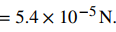 = 5.4 × 10⁻⁵ N.